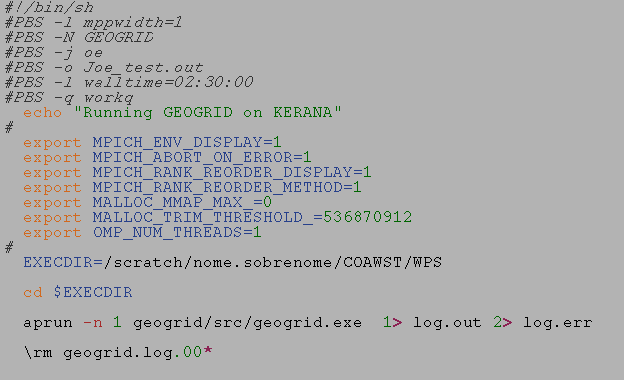 #!/bin/sh
#PBS -l mppwidth=1
#PBS -N GEOGRID
#PBS -j oe
#PBS -o Joe_test.out
#PBS -l walltime=02:30:00
#PBS -q workq
echo "Running GEOGRID on KERANA"
#
export MPICH_ENV_DISPLAY=1
export MPICH_ABORT_ON_ERROR=1
export MPICH_RANK_REORDER_DISPLAY=1
export MPICH_RANK_REORDER_METHOD=1
export MALLOC_MMAP_MAX_=0
export MALLOC_TRIM_THRESHOLD_=536870912
export OMP_NUM_THREADS=1
#
EXECDIR=/scratch/nome.sobrenome/COAWST/WPS
cd $EXECDIR
aprun -n 1 geogrid/src/geogrid.exe  1> log.out 2> log.err
\rm geogrid.log.00*